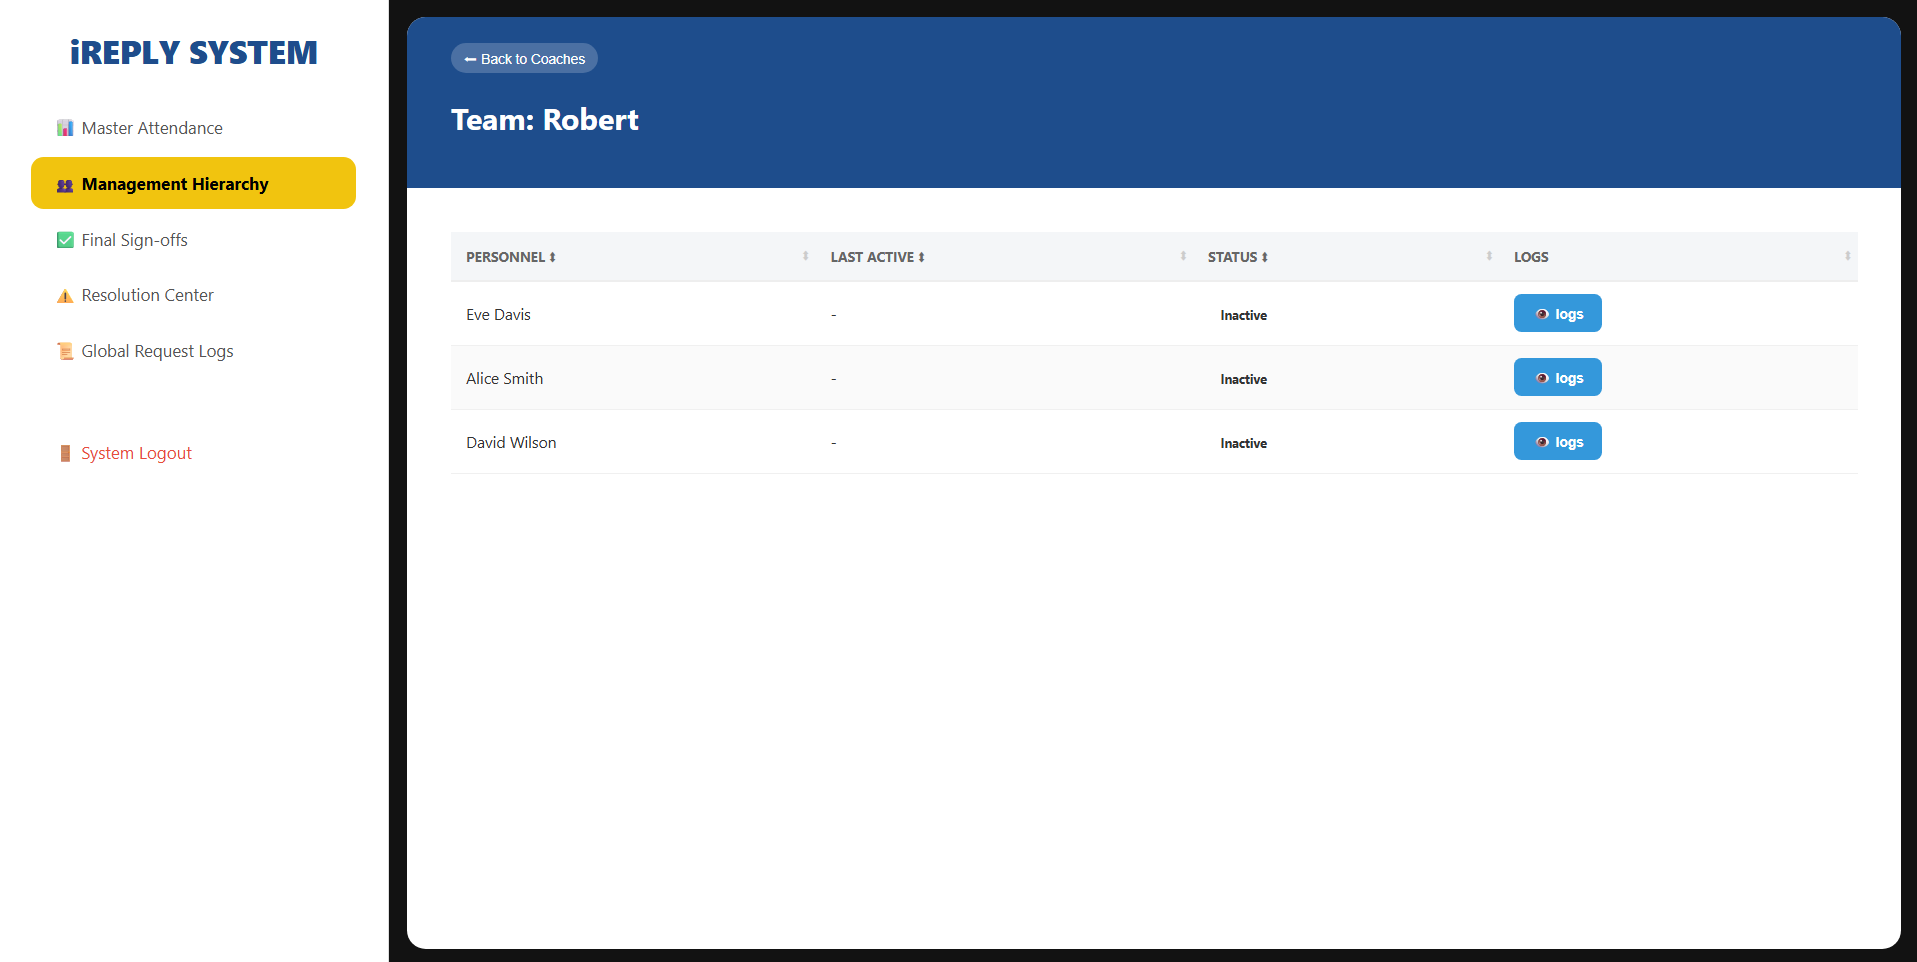 iREPLY SYSTEM
Master Attendance
Management Hierarchy
Final Sign-offs
Resolution Center
Global Request Logs
System Logout
Back to Coaches
Team: Robert
PERSONNEL LAST ACTIVE STATUS LOGS
Eve Davis - Inactive logs
Alice Smith - Inactive logs
David Wilson - Inactive logs